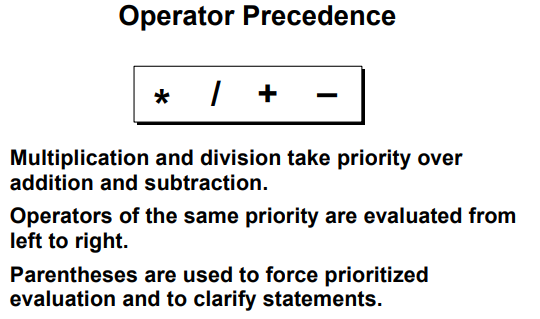 Operator Precedence
* / + –
Multiplication and division take priority over
addition and subtraction.
Operators of the same priority are evaluated from
left to right.
Parentheses are used to force prioritized
evaluation and to clarify statements.